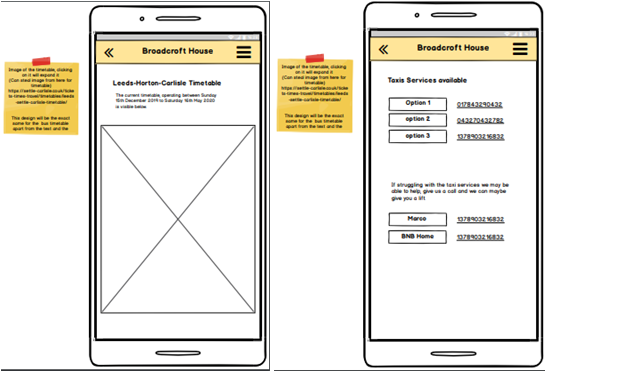 Image of the timetable, clicking
on it will expand it
(Can steal image from here for
timetable)
https://settle-carlisle.co.uk/ticke
ts-times-travel/timetables/leeds
-settle-carlisle-timetable/
This design will be the exact
same for the bus timetable
apart from the text and the
Broadcroft House
Leeds-Horton-Carlisle Timetable
The current timetable, operating between Sunday
15th December 2019 to Saturday 16th May 2020
is visible below.
Image of the timetable, clicking
on it will expand it
(Can steal image from here for
timetable)
https://settle-carlisle.co.uk/ticke
ts-times-travel/timetables/leeds
-settle-carlisle-timetable/
This design will be the exact
same for the bus timetable
apart from the text and the
Broadcroft House
Taxis Services available
Option 1 017843290432
option 2 043270432782
option 3 1378903216832
If struggling with the taxi services we may be
able to help, give us a call and we can maybe
give you a lift
Marco 1378903216832
BNB Home 1378903216832